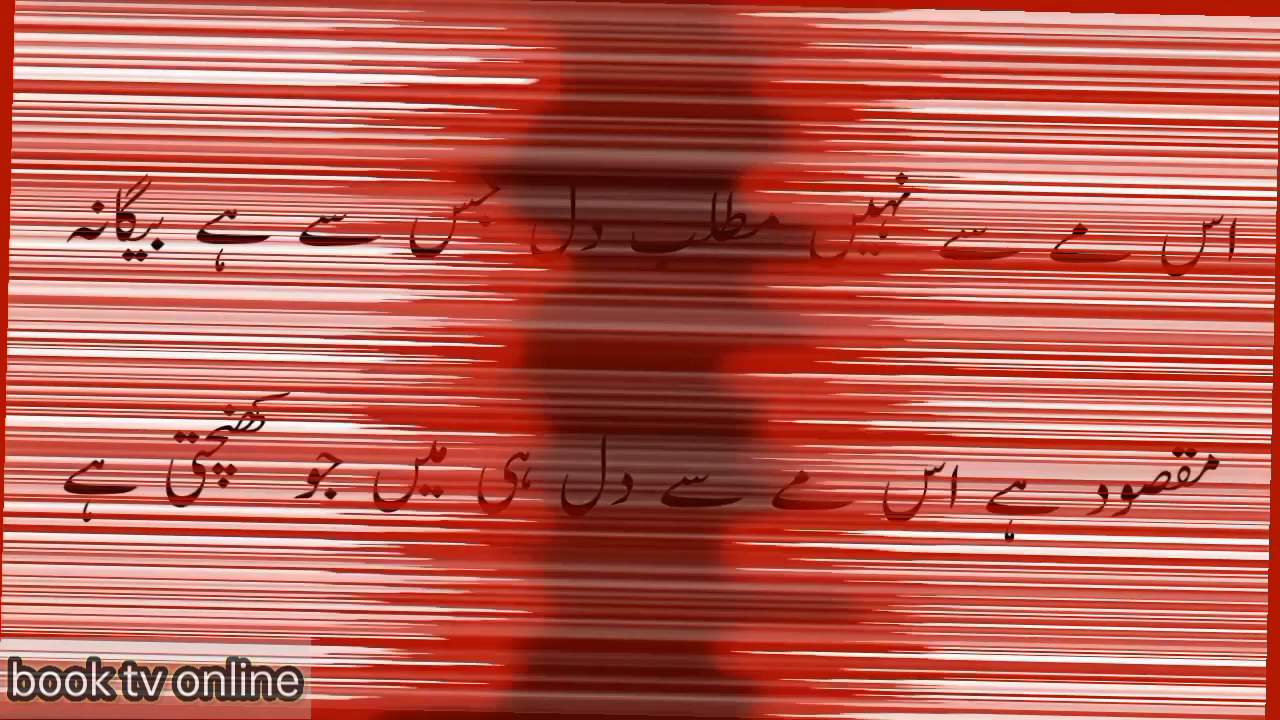 اس مے سے نہیں مطلب دل جس سے ہے بیگانہ
مقصود ہے اس مے سے دل ہی میں جو کھنچتی ہے
book tv online